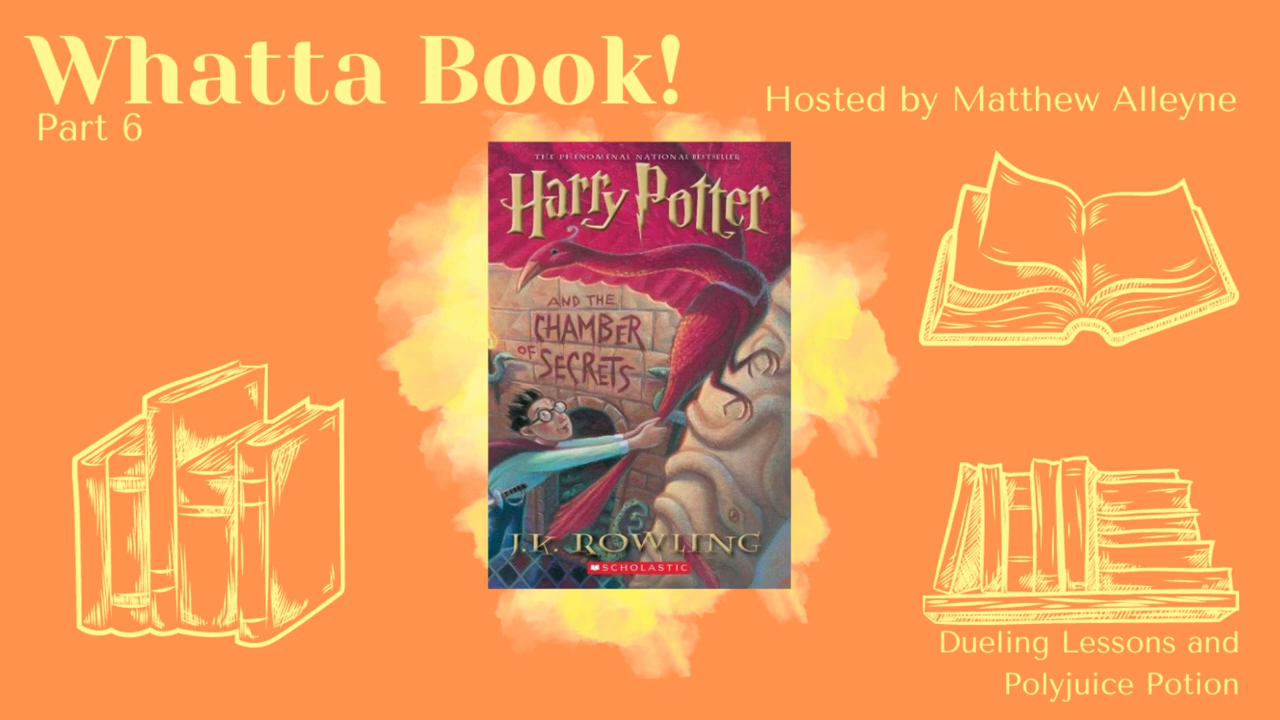 Whatta Book!
Part 6
Hosted by Matthew Alleyne
THE PHENOMENAL NATIONAL BESTSELLER
Harry Potter
AND THE
CHAMBER
OF SECRETS
J.K. ROWLING
SCHOLASTIC
Dueling Lessons and
Polyjuice Potion